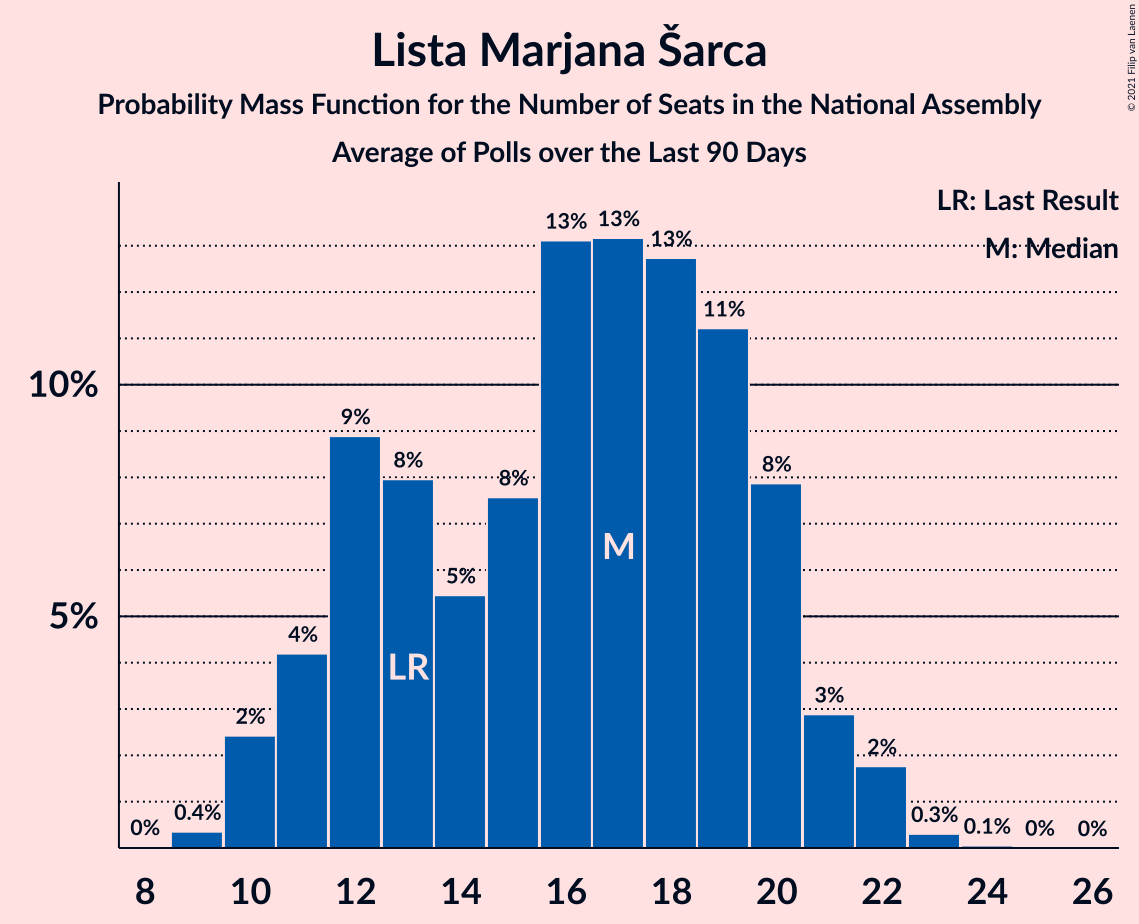 Lista Marjana Šarca
Probability Mass Function for the Number of Seats in the National Assembly
Average of Polls over the Last 90 Days
© 2021 Filip van Laenen
LR: Last Result
M: Median
10%
5%
0%
0.4%
2%
4%
9%
8%
5%
8%
13%
13%
13%
11%
8%
3%
2%
0.3%
0.1%
0%
0%
LR
M
8 10 12 14 16 18 20 22 24 26